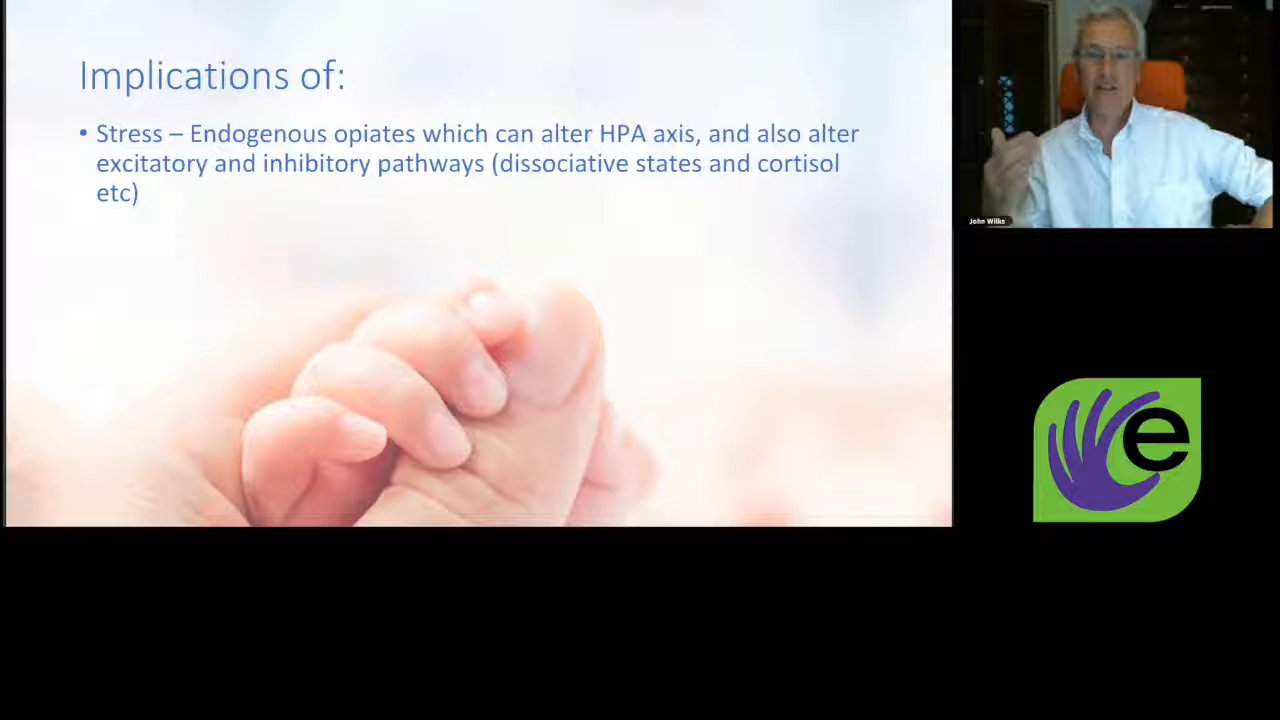 Implications of:
• Stress – Endogenous opiates which can alter HPA axis, and also alter
excitatory and inhibitory pathways (dissociative states and cortisol
etc)
John Wilks
e